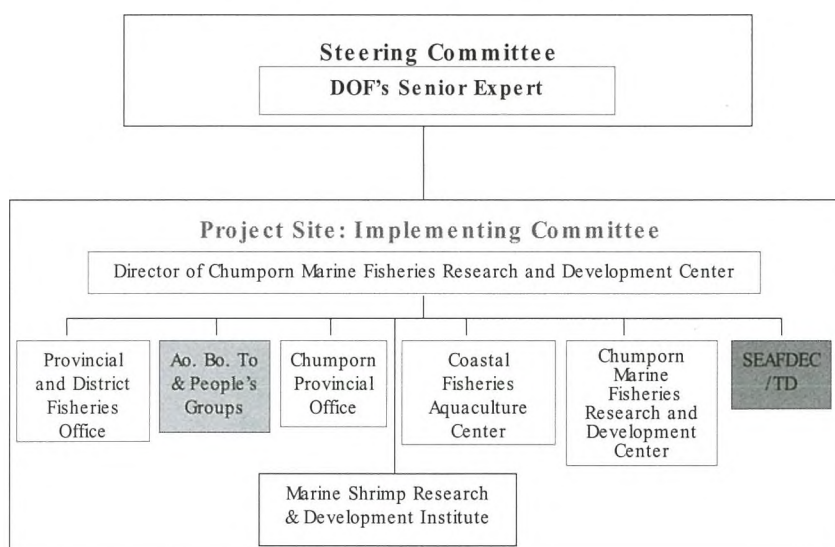 Steering Committee
DOF's Senior Expert
Project Site: Implementing Committee
Director of Chumporn Marine Fisheries Research and Development Center
Provincial
and District
Fisheries
Office
Ao. Bo. To
& People's
Groups
Chumporn
Provincial
Office
Coastal
Fisheries
Aquaculture
Center
Chumporn
Marine
Fisheries
Research and
Development
Center
SEAFDEC
/TD
Marine Shrimp Research
& Development Institute